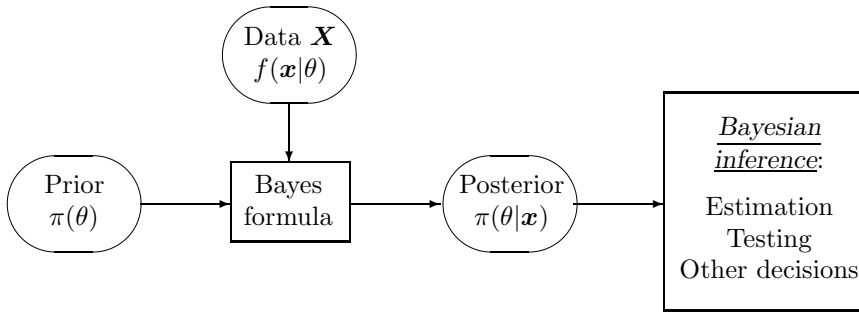 Data X
f(x|θ)
Prior
π(θ)
Bayes
formula
Posterior
π(θ|x)
Bayesian
inference:
Estimation
Testing
Other decisions